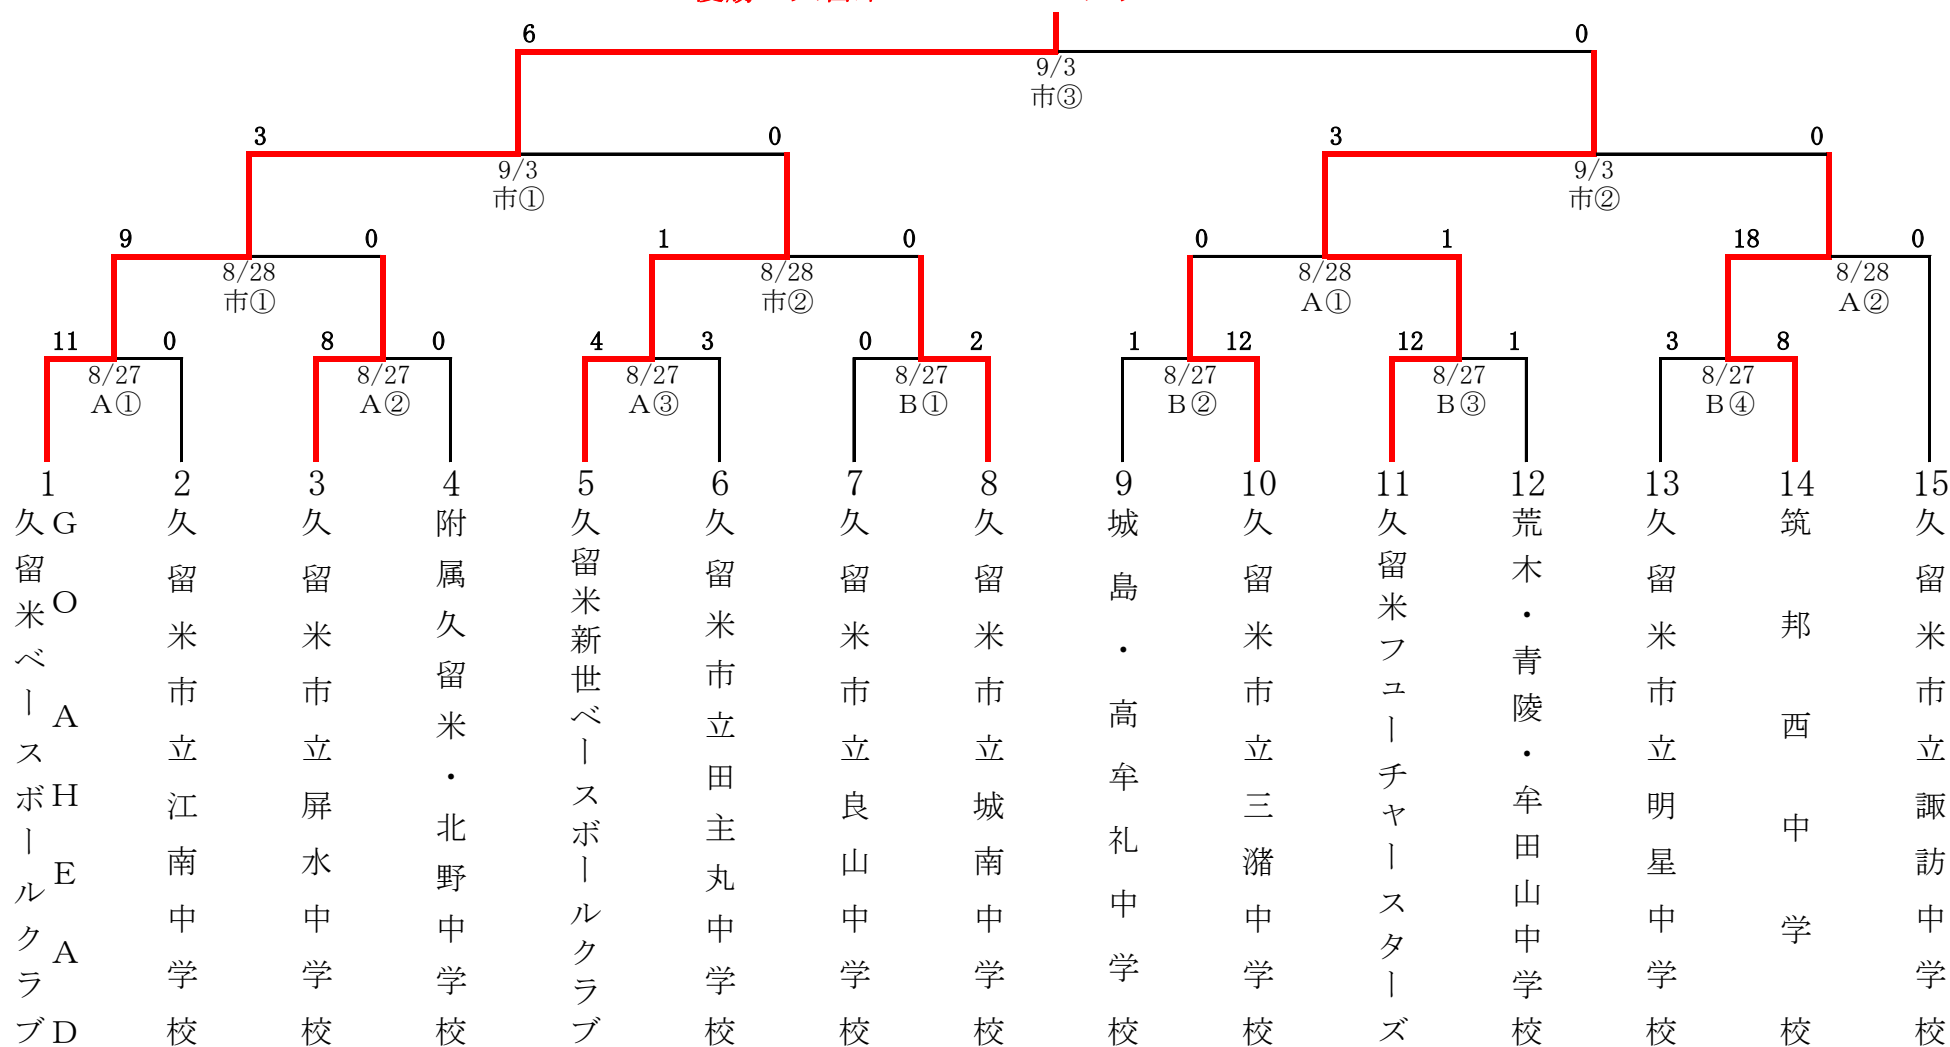 6 0
9/3
市③
3 0 3 0
9/3 9/3
市① 市②
9 0 1 0 0 1 18 0
8/28 8/28 8/28 8/28
市① 市② A① A②
11 0 8 0 4 3 0 2 1 12 12 1 3 8
8/27 8/27 8/27 8/27 8/27 8/27 8/27
A① A② A③ B① B② B③ B④
1 2 3 4 5 6 7 8 9 10 11 12 13 14 15
久留米ベースボールクラブ
GO AHEAD
久留米市立江南中学校
久留米市立屏水中学校
附属久留米・北野中学校
久留米新世ベースボールクラブ
久留米市立田主丸中学校
久留米市立良山中学校
久留米市立城南中学校
城島・高牟礼中学校
久留米市立三潴中学校
久留米フューチャースターズ
荒木・青陵・牟田山中学校
久留米市立明星中学校
筑邦西中学校
久留米市立諏訪中学校